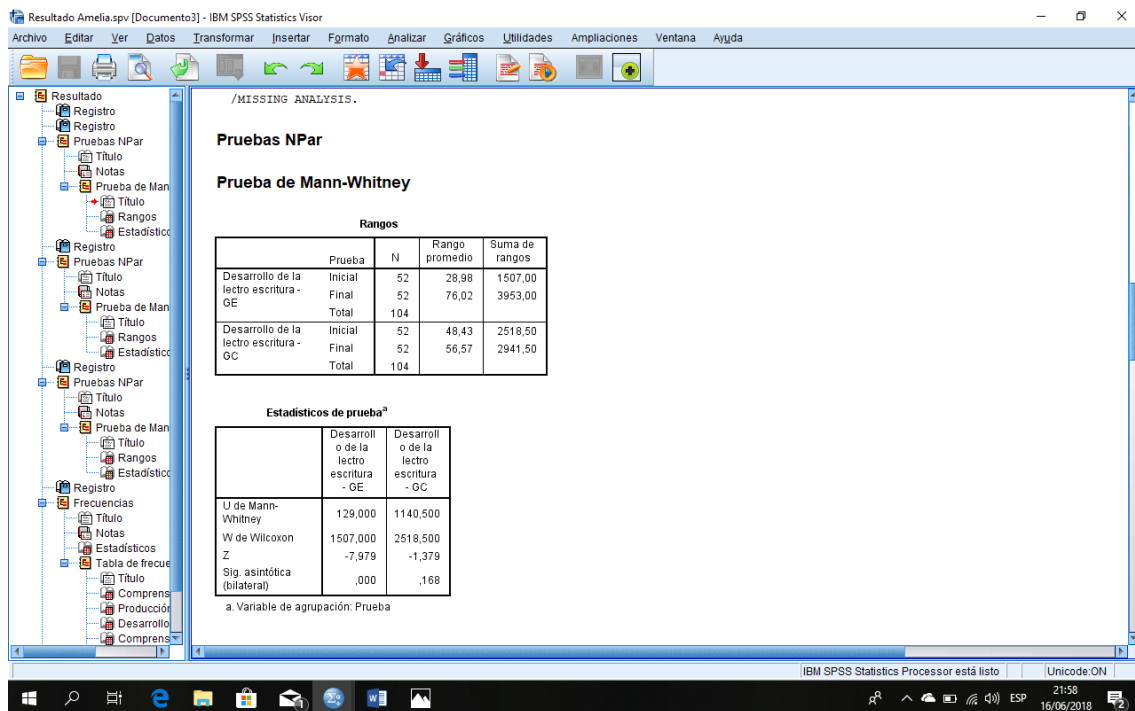 Resultado Amelia.spv [Documento3] - IBM SPSS Statistics Visor
Archivo Editar Ver Datos Transformar Insertar Formato Analizar Gráficos Utilidades Ampliaciones Ventana Ayuda
Resultado
Registro
Registro
Pruebas NPar
Título
Notas
Prueba de Man
Título
Rangos
Estadístico
Registro
Pruebas NPar
Título
Notas
Prueba de Man
Título
Rangos
Estadístico
Registro
Pruebas NPar
Título
Notas
Prueba de Man
Título
Rangos
Estadístico
Registro
Frecuencias
Título
Notas
Estadísticos
Tabla de frecue
Título
Comprens
Producción
Desarrollo
Comprens
/MISSING ANALYSIS.
Pruebas NPar
Prueba de Mann-Whitney
Rangos
Prueba N Rango promedio Suma de rangos
Desarrollo de la lectro escritura - GE Inicial 52 28,98 1507,00
Final 52 76,02 3953,00
Total 104
Desarrollo de la lectro escritura - GC Inicial 52 48,43 2518,50
Final 52 56,57 2941,50
Total 104
Estadísticos de prueba a
Desarroll Desarroll
o de la o de la
lectro lectro
escritura escritura
- GE - GC
U de Mann-Whitney 129,000 1140,500
W de Wilcoxon 1507,000 2518,500
Z -7,979 -1,379
Sig. asintótica (bilateral) ,000 ,168
a. Variable de agrupación: Prueba
IBM SPSS Statistics Processor está listo Unicode:ON
ESP 21:58
16/06/2018